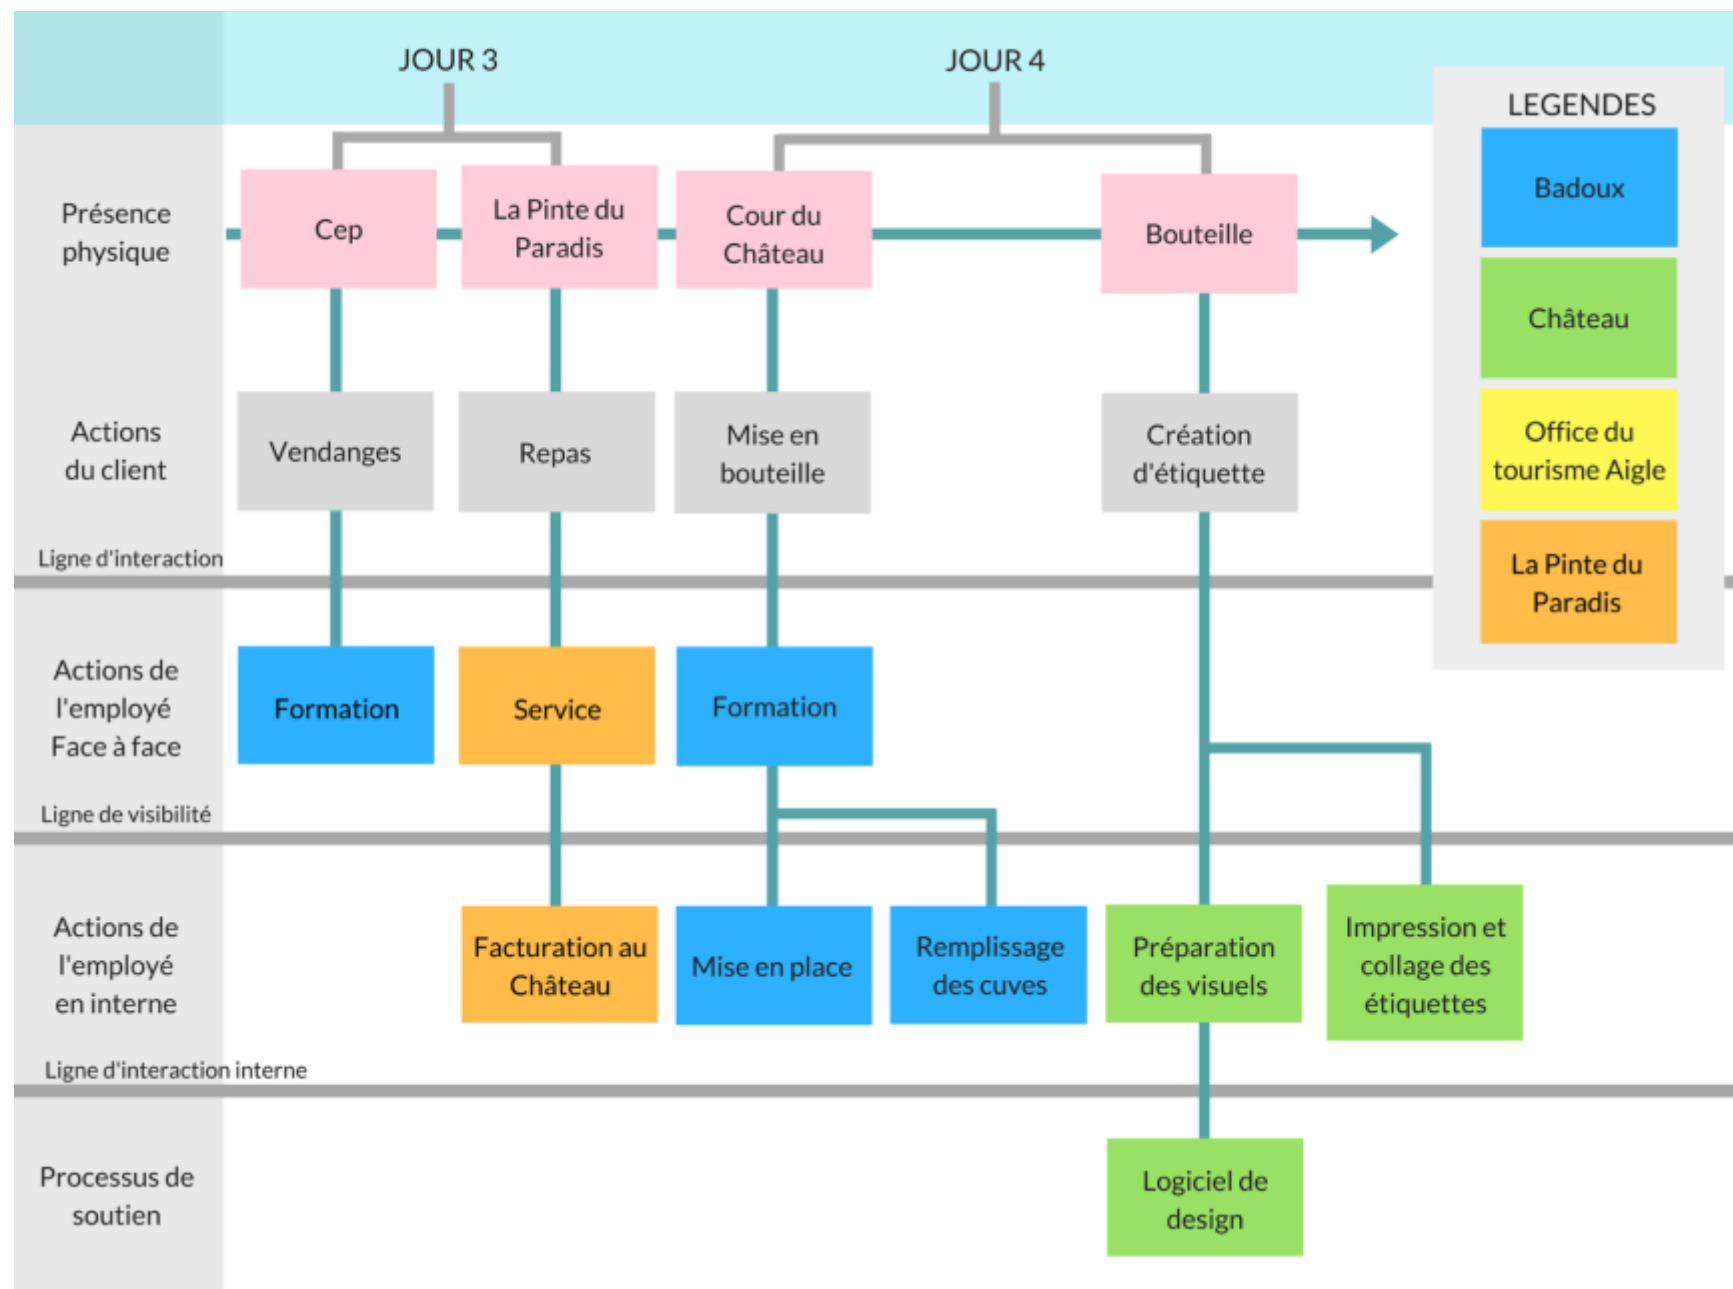 JOUR 3
JOUR 4
LEGENDES
Badoux
Château
Office du
tourisme Aigle
La Pinte du
Paradis
Présence
physique
Cep
La Pinte du
Paradis
Cour du
Château
Bouteille
Actions
du client
Vendanges
Repas
Mise en
bouteille
Création
d'étiquette
Ligne d'interaction
Actions de
l'employé
Face à face
Formation
Service
Formation
Ligne de visibilité
Actions de
l'employé
en interne
Facturation au
Château
Mise en place
Remplissage
des cuves
Préparation
des visuels
Impression et
collage des
étiquettes
Ligne d'interaction interne
Processus de
soutien
Logiciel de
design